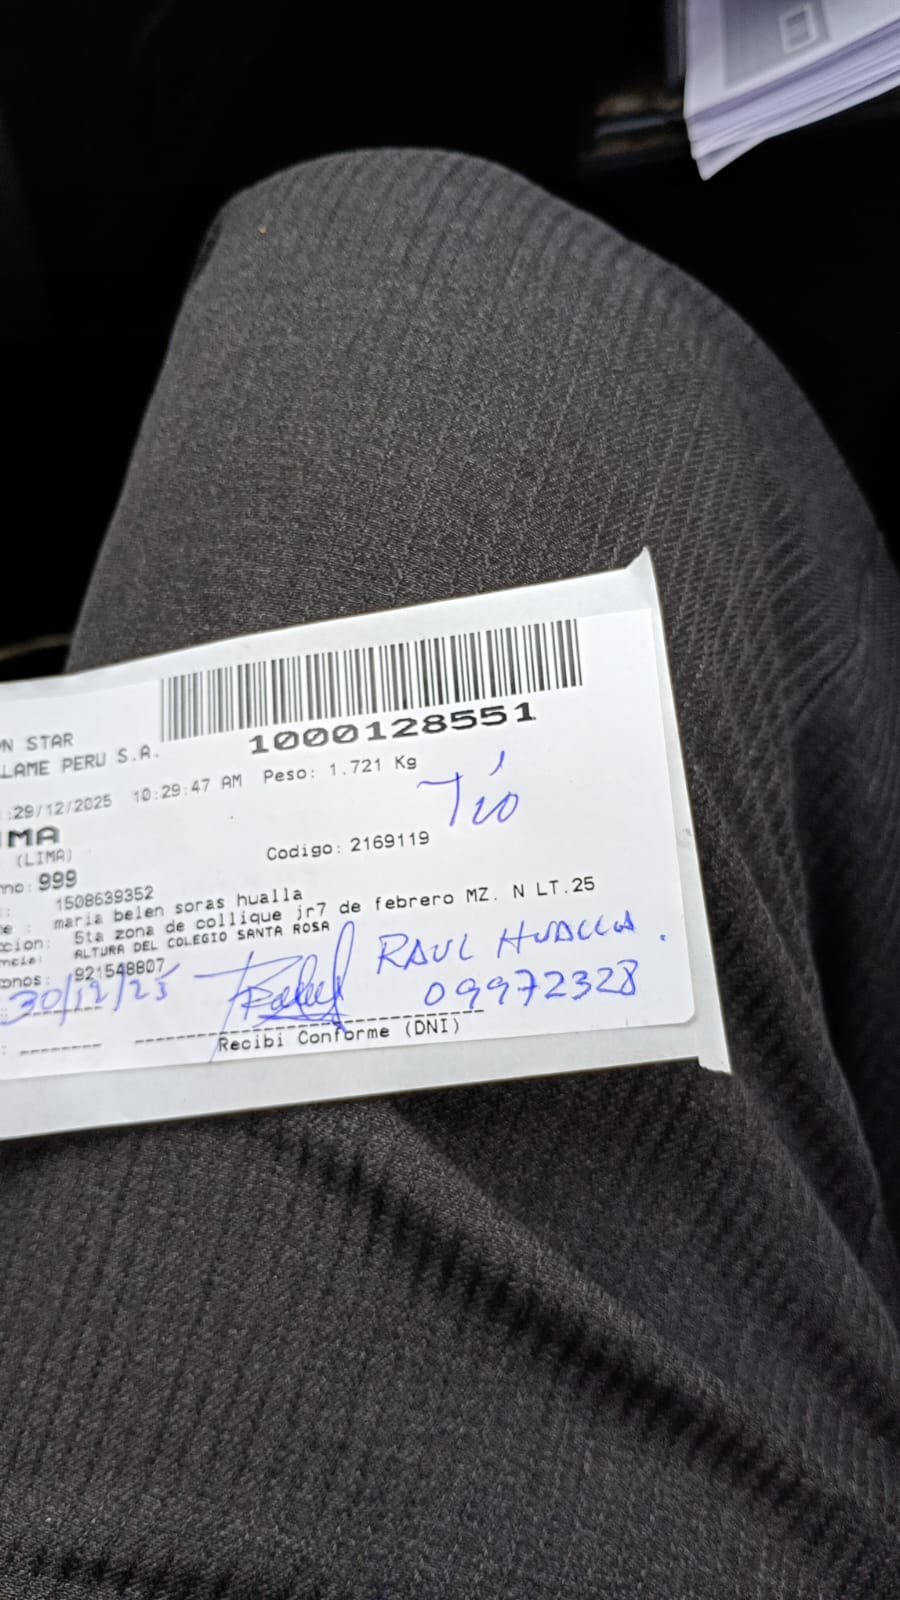 1000128551
N STAR
LAME PERU S.A.
:29/12/2025 10:29:47 AM Peso: 1.721 Kg
Tío
MA
(LIMA)
Codigo: 2169119
no: 999
: 1508639352
e : maria belen soras hualla
cion: 5ta zona de collique jr7 de febrero MZ. N LT.25
ncia: ALTURA DEL COLEGIO SANTA ROSA
onos: 921548807
RAUL HUALLA.
30/12/25
09972328
Recibi Conforme (DNI)